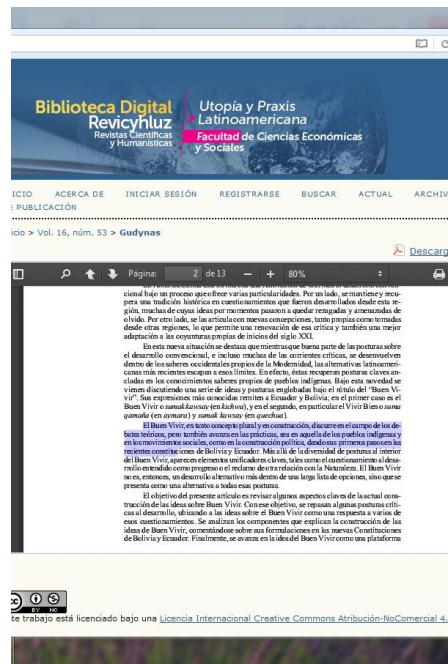 Biblioteca Digital
Revicyhluz
Revistas Científicas
y Humanísticas
Utopía y Praxis
Latinoamericana
Facultad de Ciencias Económicas
y Sociales
ICIO ACERCA DE INICIAR SESIÓN REGISTRARSE BUSCAR ACTUAL ARCHIV
PUBLICACIÓN
icio > Vol. 16, núm. 53 > Gudynas
Descarg
Página: 2 de 13 80%
cional bajo un proceso que ofrece varias particularidades. Por un lado, se mantiene y recu-
pera una tradición histórica en cuestionamientos que fueron desarrollados desde esta re-
gión, muchas de cuyas ideas por momentos pasaron a quedar rezagadas y amenazadas de
olvido. Por otro lado, se las articula con nuevas concepciones, tanto propias como tomadas
desde otras regiones, lo que permite una renovación de esa crítica y también una mejor
adaptación a las coyunturas propias de inicios del siglo XXI.
En esta nueva situación se destaca que mientras que buena parte de las posturas sobre
el desarrollo convencional, e incluso muchas de las corrientes críticas, se desenvuelven
dentro de los saberes occidentales propios de la Modernidad, las alternativas latinoameri-
canas más recientes escapan a esos límites. En efecto, éstas recuperan posturas claves an-
cladas en los conocimientos saberes propios de pueblos indígenas. Bajo esta novedad se
vienen discutiendo una serie de ideas y posturas englobadas bajo el rótulo del "Buen Vi-
vir". Sus expresiones más conocidas remiten a Ecuador y Bolivia; en el primer caso es el
Buen Vivir o sumak kawsay (en kichwa), y en el segundo, en particular el Vivir Bien o suma
qamaña (en aymara) y sumak kawsay (en quechua).
El Buen Vivir, en tanto concepto plural y en construcción, discurre en el campo de los de-
bates teóricos, pero también avanza en las prácticas, sea en aquella de los pueblos indígenas y
en los movimientos sociales, como en la construcción política, dando sus primeros pasos en las
recientes constituciones de Bolivia y Ecuador. Más allá de la diversidad de posturas al interior
del Buen Vivir, aparecen elementos unificadores claves, tales como el cuestionamiento al desa-
rrollo entendido como progreso o el reclamo de otra relación con la Naturaleza. El Buen Vivir
no es, entonces, un desarrollo alternativo más dentro de una larga lista de opciones, sino que se
presenta como una alternativa a todas esas posturas.
El objetivo del presente artículo es revisar algunos aspectos claves de la actual cons-
trucción de las ideas sobre Buen Vivir. Con ese objetivo, se repasan algunas posturas críti-
cas al desarrollo, ubicando a las ideas sobre el Buen Vivir como una respuesta a varios de
esos cuestionamientos. Se analizan los componentes que explican la construcción de las
ideas de Buen Vivir, comentándose sobre sus formulaciones en las nuevas Constituciones
de Bolivia y Ecuador. Finalmente, se avanza en la idea del Buen Vivir como una plataforma
cc BY NC
te trabajo está licenciado bajo una Licencia Internacional Creative Commons Atribución-NoComercial 4.